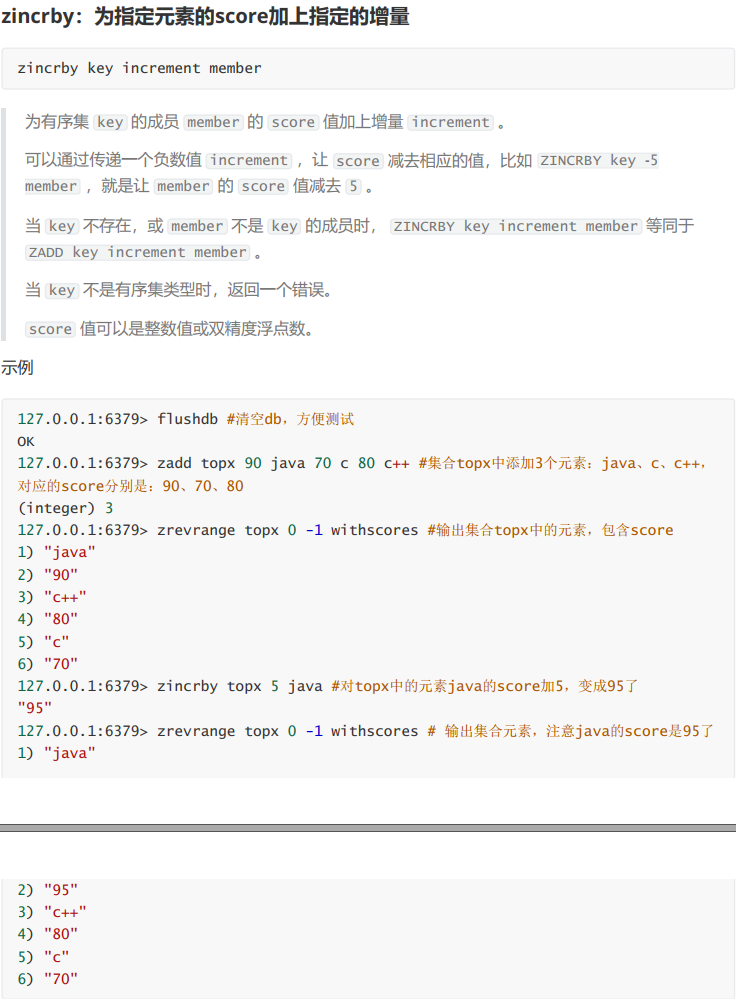 zincrby：为指定元素的score加上指定的增量
zincrby key increment member
为有序集 key 的成员 member 的 score 值加上增量 increment 。
可以通过传递一个负数值 increment ，让 score 减去相应的值，比如 ZINCRBY key -5
member ，就是让 member 的 score 值减去 5 。
当 key 不存在，或 member 不是 key 的成员时， ZINCRBY key increment member 等同于
ZADD key increment member 。
当 key 不是有序集类型时，返回一个错误。
score 值可以是整数值或双精度浮点数。
示例
127.0.0.1:6379> flushdb #清空db，方便测试
OK
127.0.0.1:6379> zadd topx 90 java 70 c 80 c++ #集合topx中添加3个元素：java、c、c++，
对应的score分别是：90、70、80
(integer) 3
127.0.0.1:6379> zrevrange topx 0 -1 withscores #输出集合topx中的元素，包含score
1) "java"
2) "90"
3) "c++"
4) "80"
5) "c"
6) "70"
127.0.0.1:6379> zincrby topx 5 java #对topx中的元素java的score加5，变成95了
"95"
127.0.0.1:6379> zrevrange topx 0 -1 withscores # 输出集合元素，注意java的score是95了
1) "java"
2) "95"
3) "c++"
4) "80"
5) "c"
6) "70"